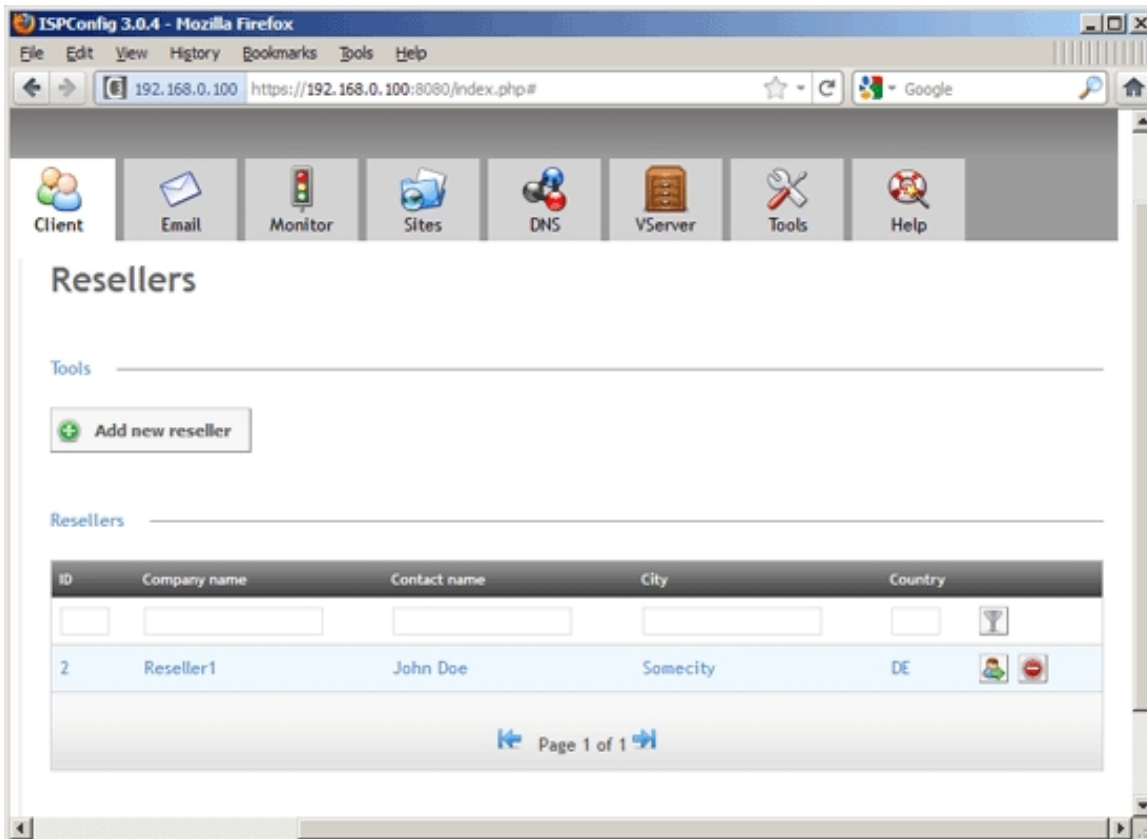 ISPConfig 3.0.4 - Mozilla Firefox
File Edit View History Bookmarks Tools Help
192.168.0.100 https://192.168.0.100:8080/index.php# Google
Client Email Monitor Sites DNS VServer Tools Help
Resellers
Tools
Add new reseller
Resellers
ID Company name Contact name City Country
2 Reseller1 John Doe Somecity DE
Page 1 of 1